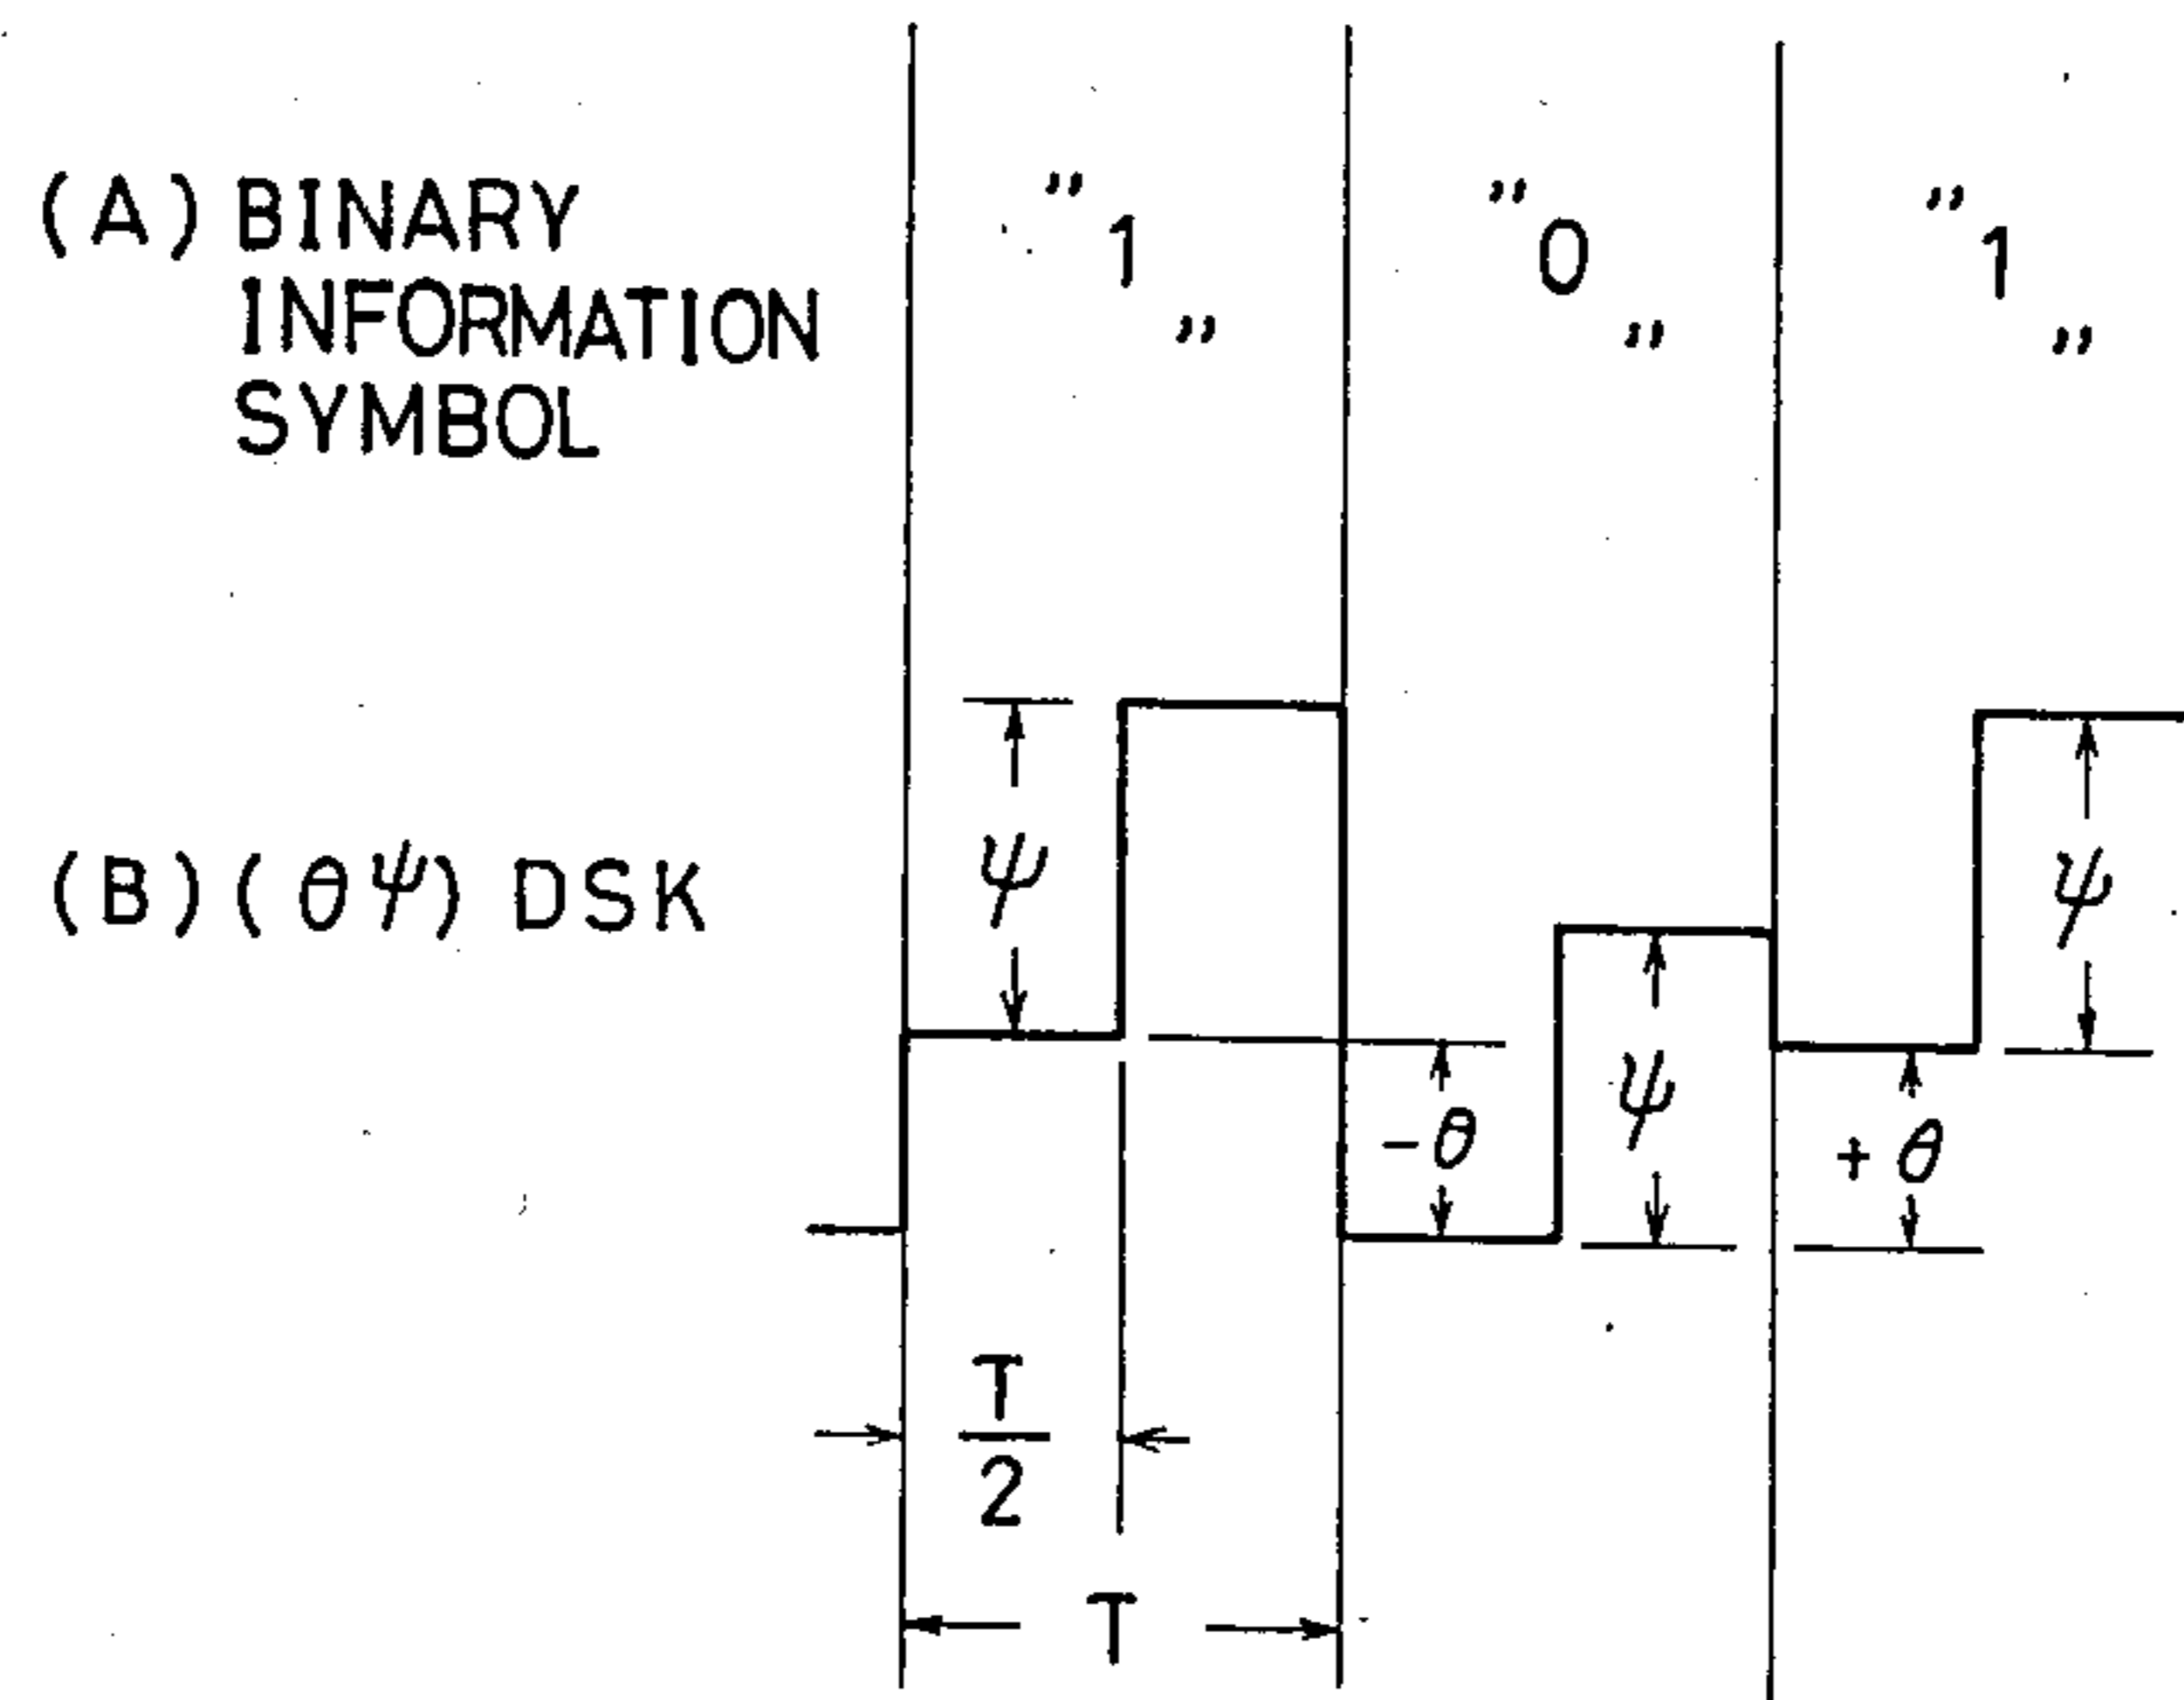 (A) BINARY
INFORMATION
SYMBOL
"1"
"0"
"1"
(B)(θψ) DSK
ψ
-θ
ψ
+θ
ψ
T/2
T